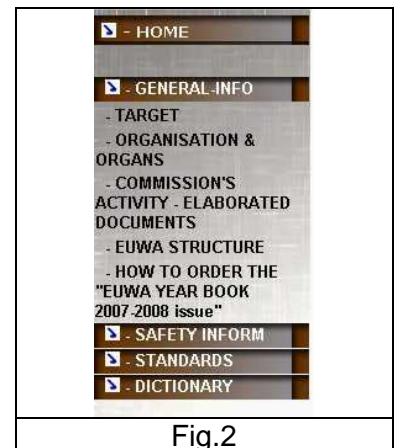 - HOME
- GENERAL-INFO
- TARGET
- ORGANISATION &
ORGANS
- COMMISSION'S
ACTIVITY - ELABORATED
DOCUMENTS
- EUWA STRUCTURE
- HOW TO ORDER THE
"EUWA YEAR BOOK
2007-2008 issue"
- SAFETY INFORM
- STANDARDS
- DICTIONARY
Fig.2